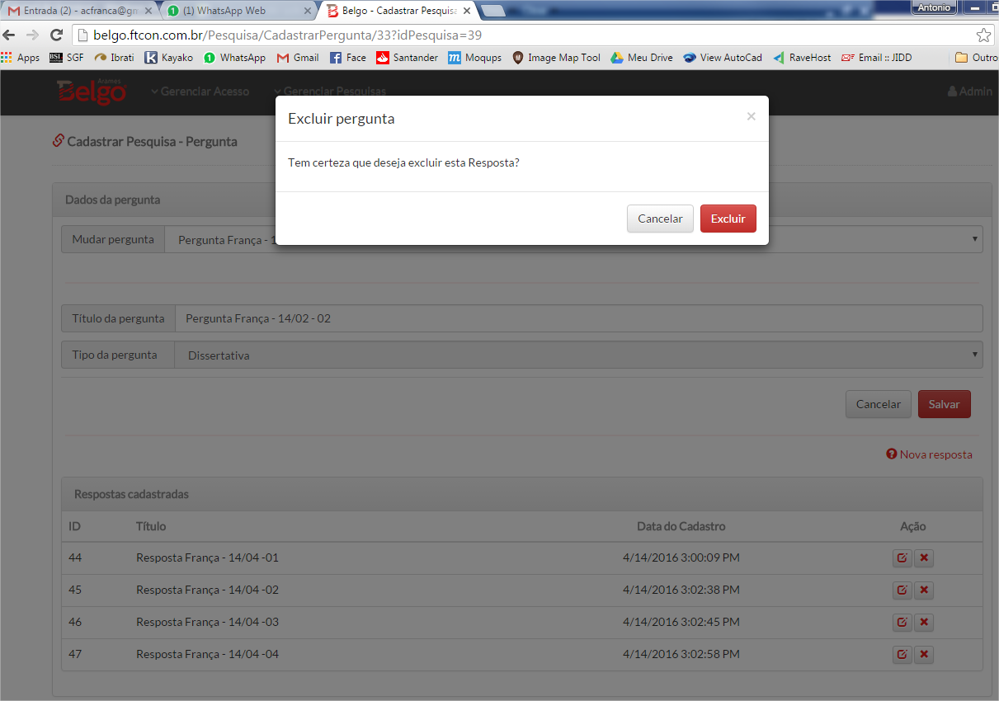 Entrada (2) - acfranca@gm
(1) WhatsApp Web
Belgo - Cadastrar Pesquisa
Antonio
belgo.ftcon.com.br/Pesquisa/CadastrarPergunta/33?idPesquisa=39
Apps BSI SGF Ibrati Kayako WhatsApp Gmail Face Santander Moqups Image Map Tool Meu Drive View AutoCad RaveHost Email :: JIDD Outro
Belgo Arames
Gerenciar Acesso Gerenciar Pesquisas Admin
Excluir pergunta ×
Tem certeza que deseja excluir esta Resposta?
Cancelar Excluir
Cadastrar Pesquisa - Pergunta
Dados da pergunta
Mudar pergunta Pergunta França - 1
Título da pergunta Pergunta França - 14/02 - 02
Tipo da pergunta Dissertativa
Cancelar Salvar
Nova resposta
Respostas cadastradas
ID Título Data do Cadastro Ação
44 Resposta França - 14/04 -01 4/14/2016 3:00:09 PM
45 Resposta França - 14/04 -02 4/14/2016 3:02:38 PM
46 Resposta França - 14/04 -03 4/14/2016 3:02:45 PM
47 Resposta França - 14/04 -04 4/14/2016 3:02:58 PM